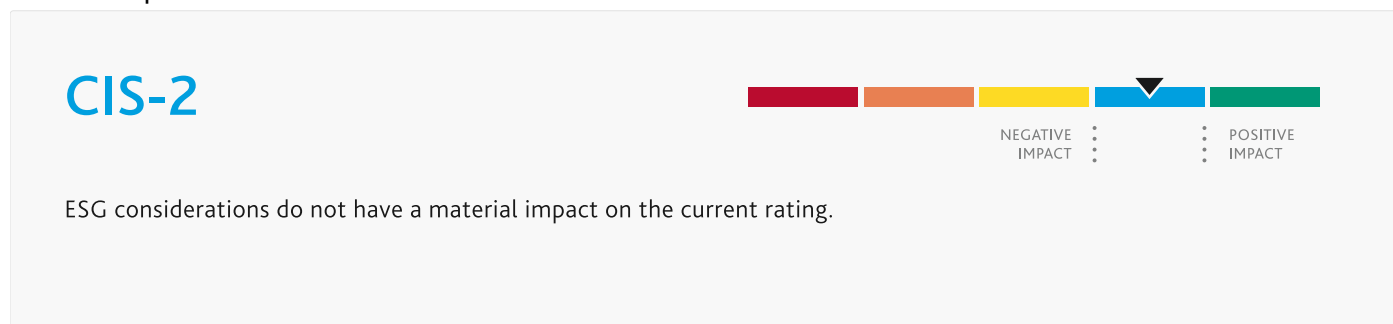 CIS-2
NEGATIVE
IMPACT
POSITIVE
IMPACT
ESG considerations do not have a material impact on the current rating.